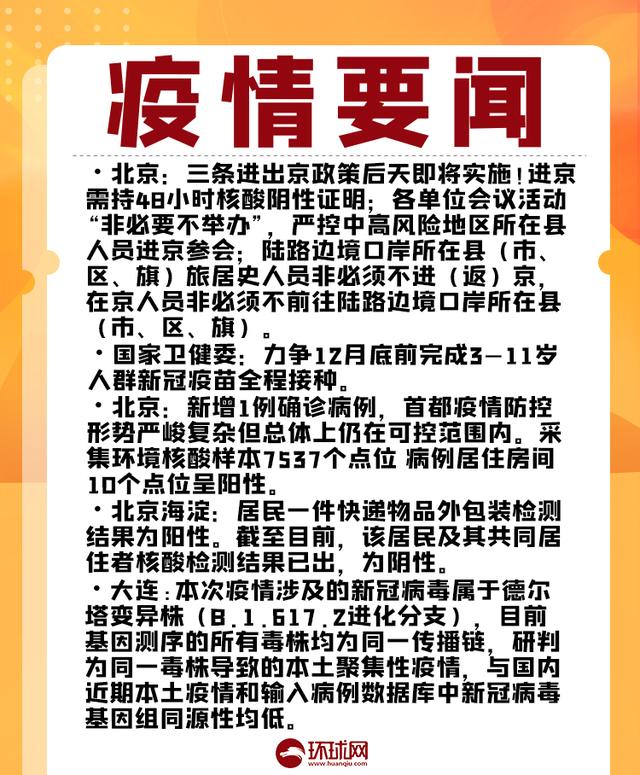 疫情要闻
·北京：三条进出京政策后天即将实施！进京
需持48小时核酸阴性证明；各单位会议活动
“非必要不举办”，严控中高风险地区所在县
人员进京参会；陆路边境口岸所在县（市、
区、旗）旅居史人员非必须不进（返）京，
在京人员非必须不前往陆路边境口岸所在县
（市、区、旗）。
·国家卫健委：力争12月底前完成3-11岁
人群新冠疫苗全程接种。
·北京：新增1例确诊病例，首都疫情防控
形势严峻复杂但总体上仍在可控范围内。采
集环境核酸样本7537个点位 病例居住房间
10个点位呈阳性。
·北京海淀：居民一件快递物品外包装检测
结果为阳性。截至目前，该居民及其共同居
住者核酸检测结果已出，为阴性。
·大连:本次疫情涉及的新冠病毒属于德尔
塔变异株（B.1.617.2进化分支），目前
基因测序的所有毒株均为同一传播链，研判
为同一毒株导致的本土聚集性疫情，与国内
近期本土疫情和输入病例数据库中新冠病毒
基因组同源性均低。
环球网
www.huanqiu.com